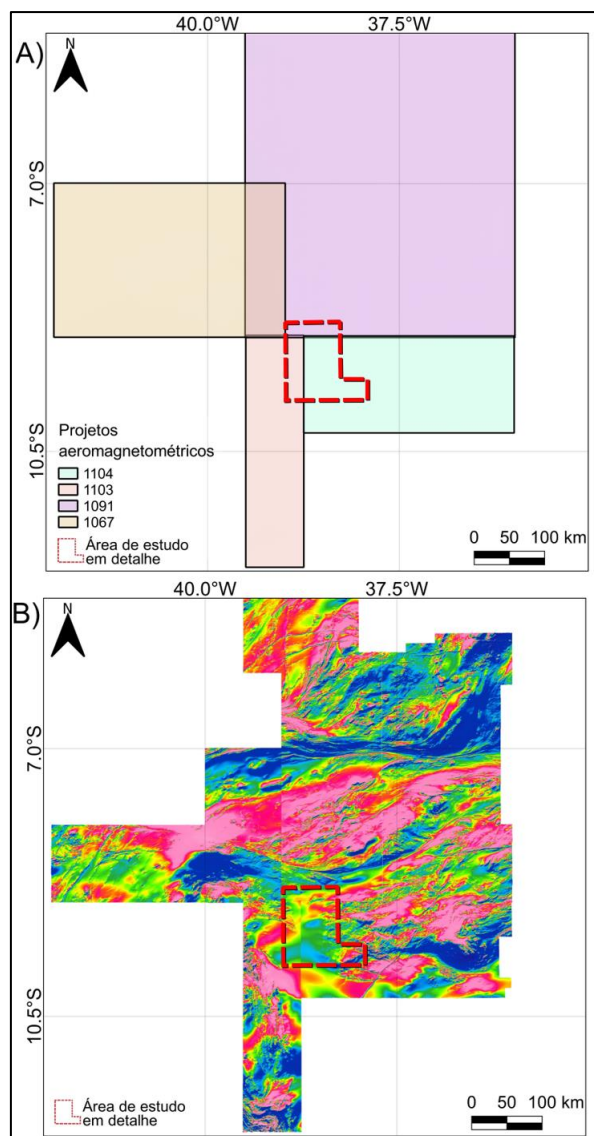 40.0°W 37.5°W
A)
N
7.0°S
10.5°S
Projetos
aeromagnetométricos
1104
1103
1091
1067
Área de estudo
em detalhe
0 50 100 km
40.0°W 37.5°W
B)
N
7.0°S
10.5°S
Área de estudo
em detalhe
0 50 100 km